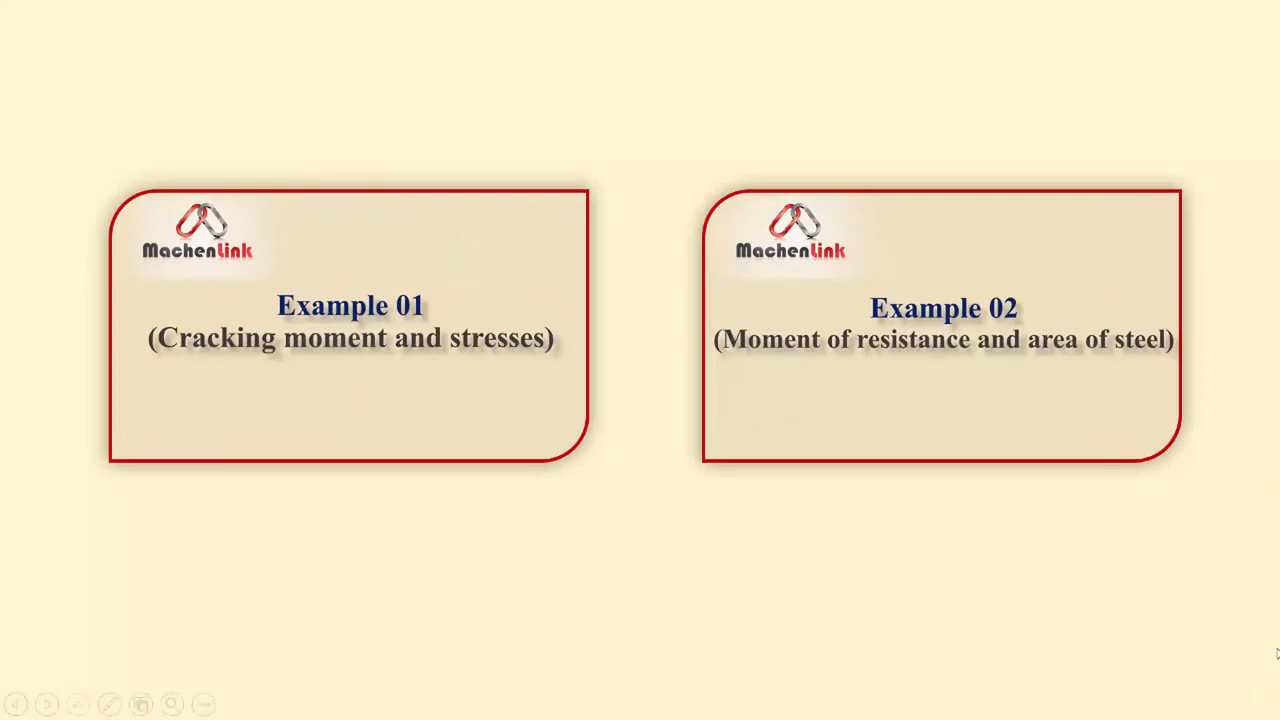 MachenLink
Example 01
(Cracking moment and stresses)
MachenLink
Example 02
(Moment of resistance and area of steel)